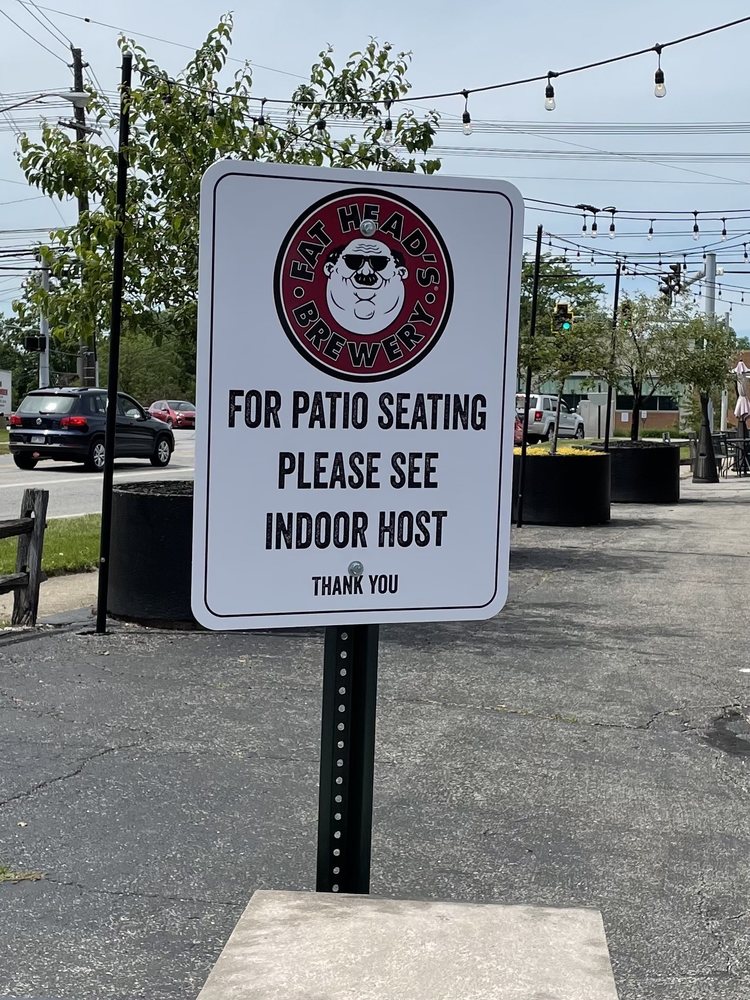 FAT HEAD'S
BREWERY
®
FOR PATIO SEATING
PLEASE SEE
INDOOR HOST
THANK YOU